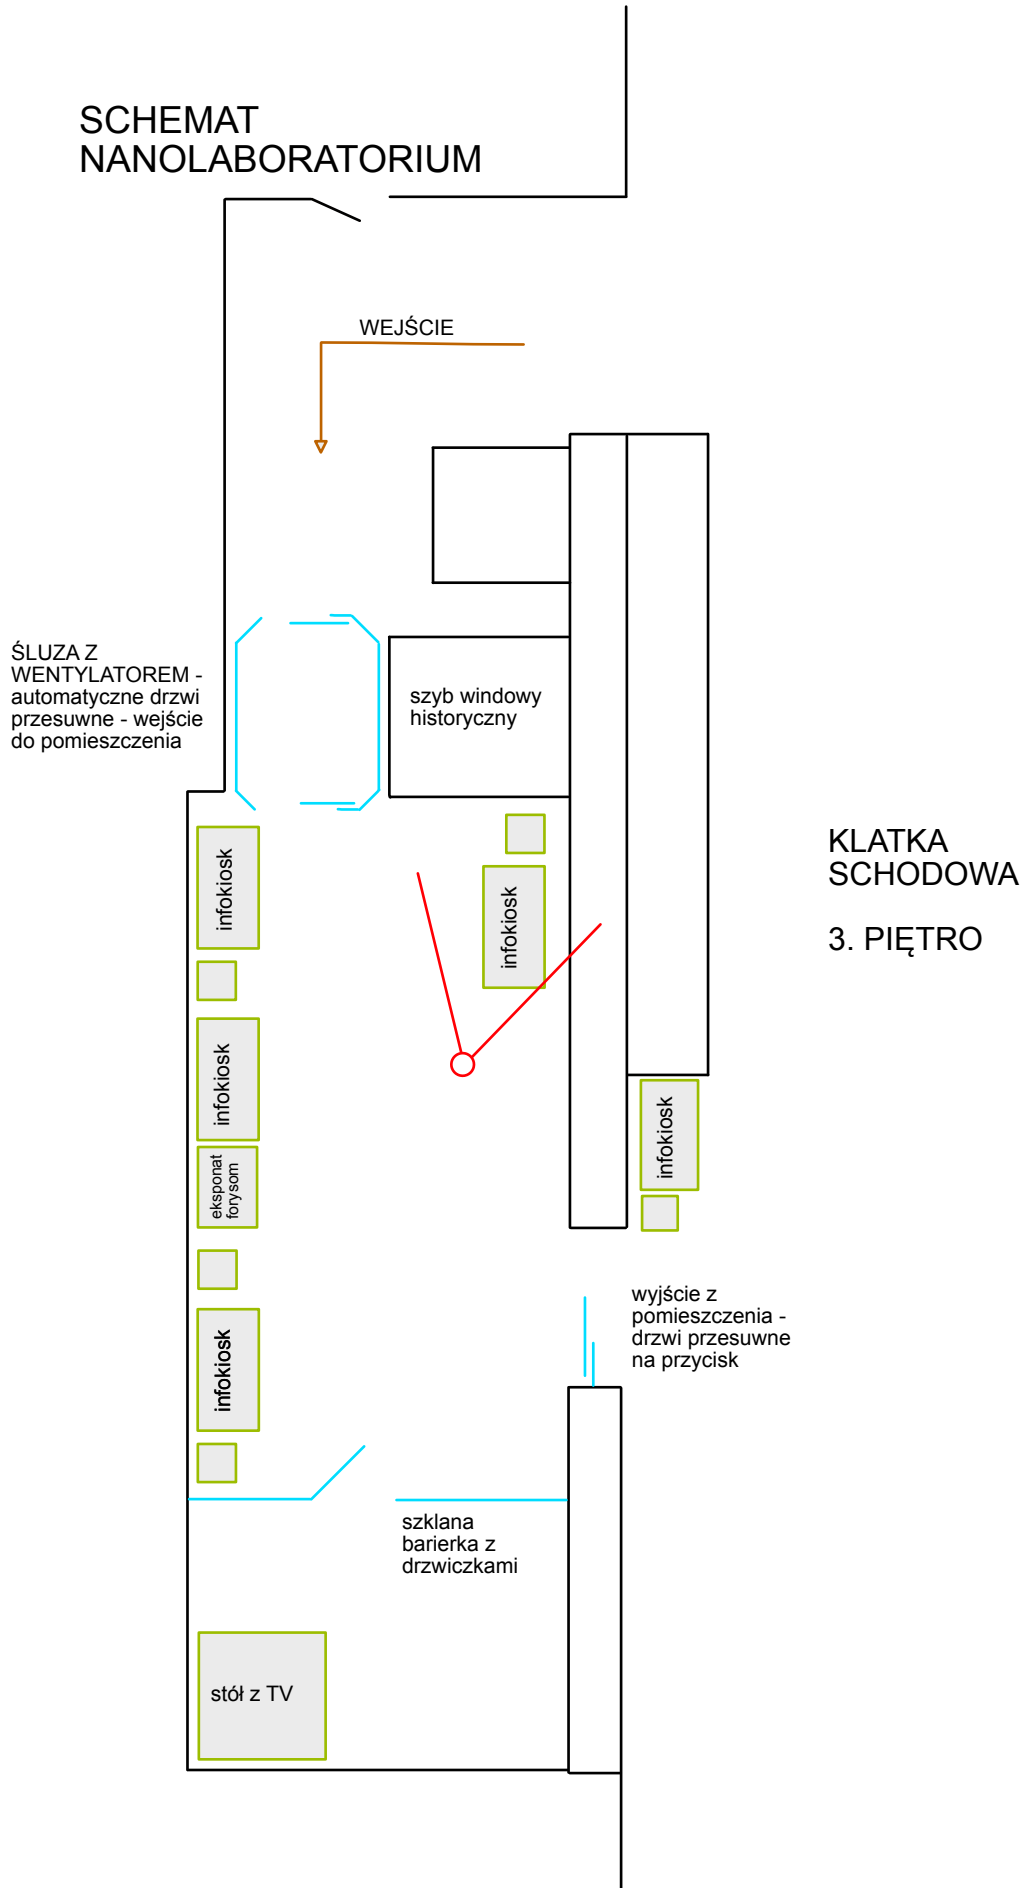 SCHEMAT
NANOLABORATORIUM
WEJŚCIE
ŚLUZA Z
WENTYLATOREM -
automatyczne drzwi
przesuwne - wejście
do pomieszczenia
szyb windowy
historyczny
infokiosk
infokiosk
KLATKA
SCHODOWA
3. PIĘTRO
infokiosk
infokiosk
eksponat
forysom
wyjście z
pomieszczenia -
drzwi przesuwne
na przycisk
infokiosk
szklana
barierka z
drzwiczkami
stół z TV